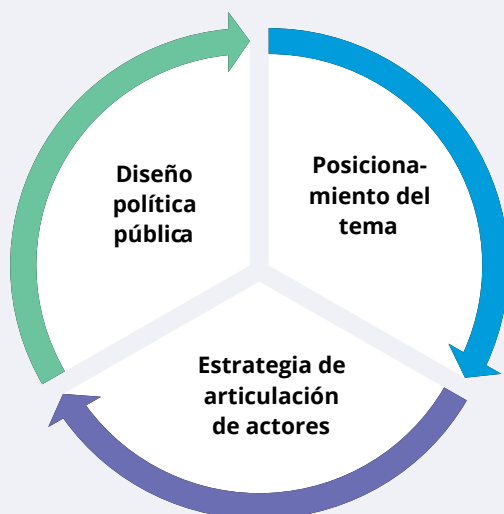 Diseño
política
pública
Posiciona-
miento del
tema
Estrategia de
articulación
de actores